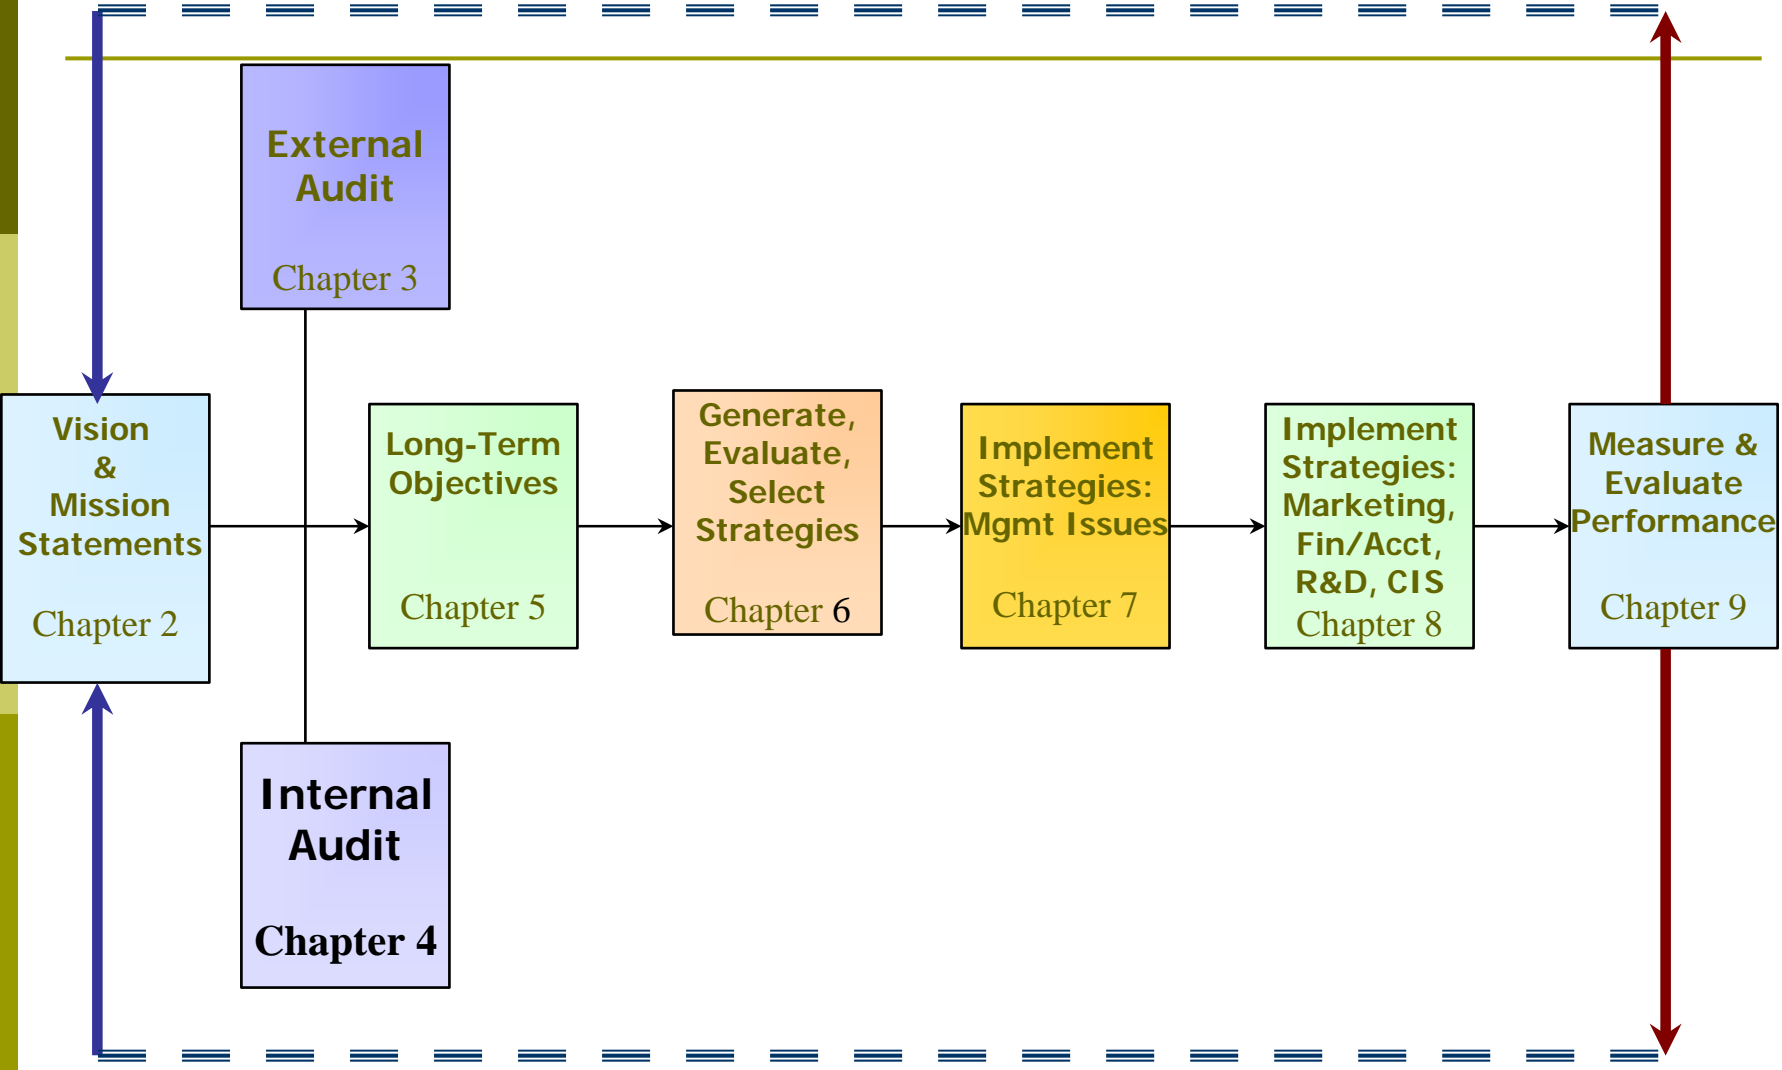 External
Audit
Chapter 3
Vision
&
Mission
Statements
Chapter 2
Long-Term
Objectives
Chapter 5
Generate,
Evaluate,
Select
Strategies
Chapter 6
Implement
Strategies:
Mgmt Issues
Chapter 7
Implement
Strategies:
Marketing,
Fin/Acct,
R&D, CIS
Chapter 8
Measure &
Evaluate
Performance
Chapter 9
Internal
Audit
Chapter 4